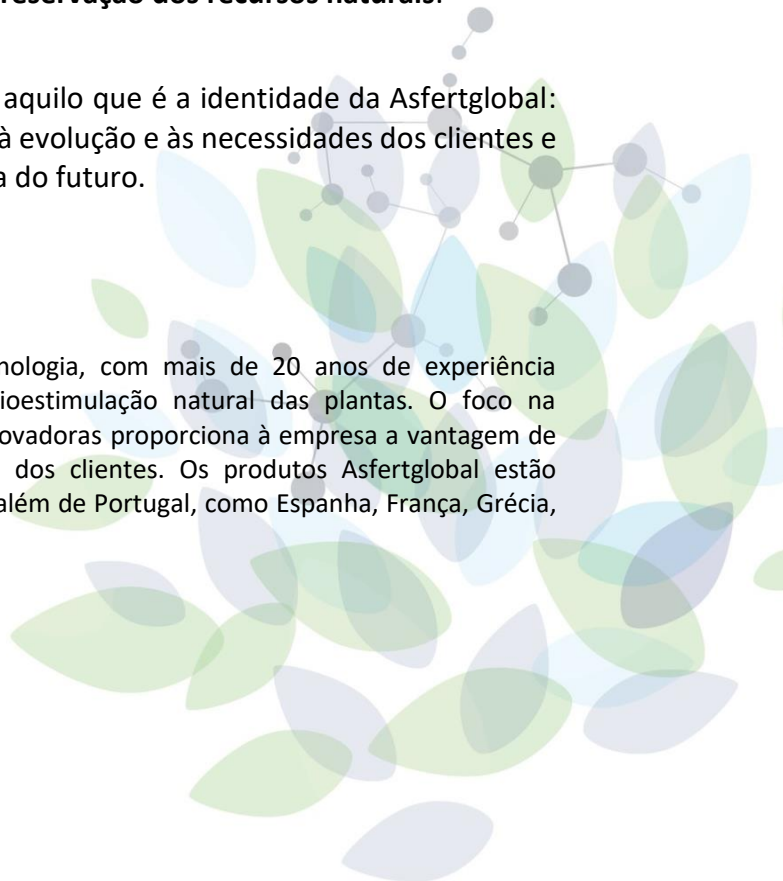 reservação dos recursos naturais.
aquilo que é a identidade da Asfertglobal:
à evolução e às necessidades dos clientes e
a do futuro.
nologia, com mais de 20 anos de experiência
ioestimulação natural das plantas. O foco na
ovadoras proporciona à empresa a vantagem de
dos clientes. Os produtos Asfertglobal estão
além de Portugal, como Espanha, França, Grécia,